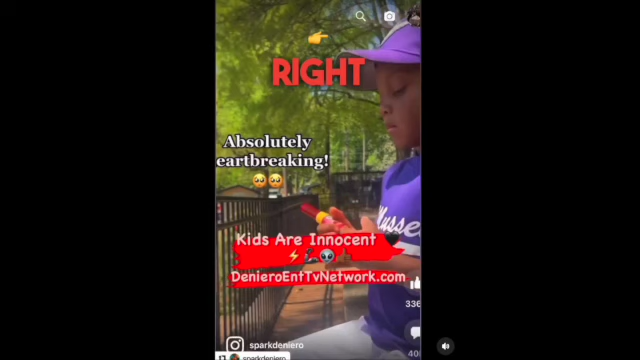 RIGHT
Absolutely
eartbreaking!
Kids Are Innocent
DenieroEntTvNetwork.com
336
sparkdeniero
sparkdeniero